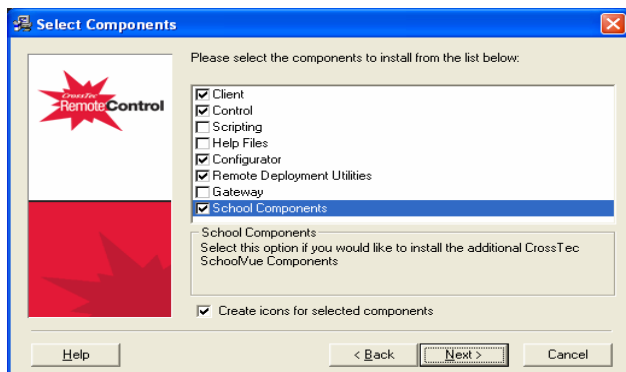 Select Components
Please select the components to install from the list below:
CrossTec
RemoteControl
Client
Control
Scripting
Help Files
Configurator
Remote Deployment Utilities
Gateway
School Components
School Components
Select this option if you would like to install the additional CrossTec
SchoolVue Components
Create icons for selected components
Help
< Back
Next >
Cancel